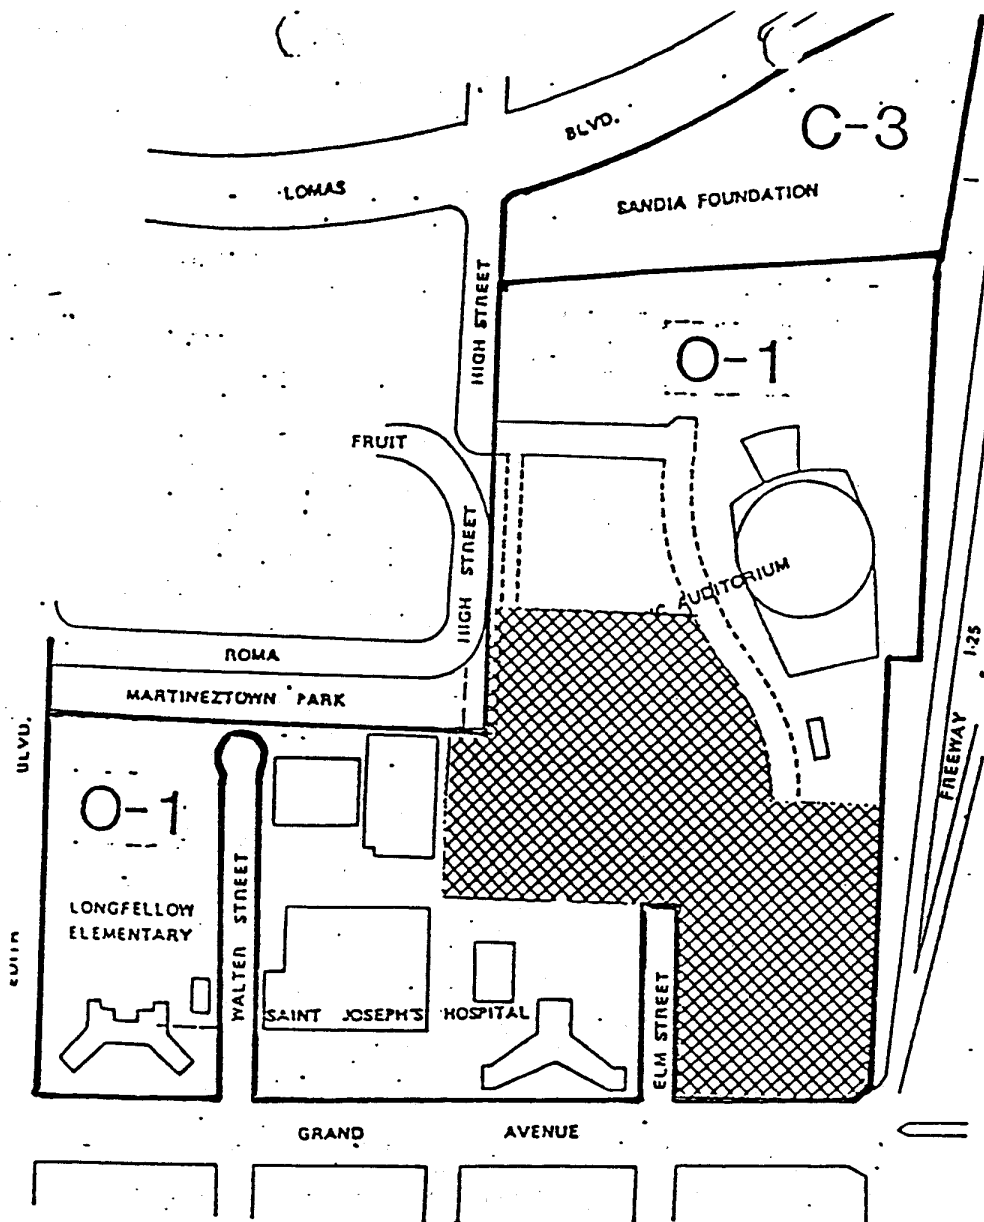 BLVD.
C-3
LOMAS
SANDIA FOUNDATION
HIGH STREET
O-1
FRUIT
HIGH STREET
AUDITORIUM
I-25
ROMA
MARTINEZTOWN PARK
BLVD.
FREEWAY
O-1
WALTER STREET
LONGFELLOW
ELEMENTARY
SAINT JOSEPH'S HOSPITAL
ELM STREET
GRAND AVENUE